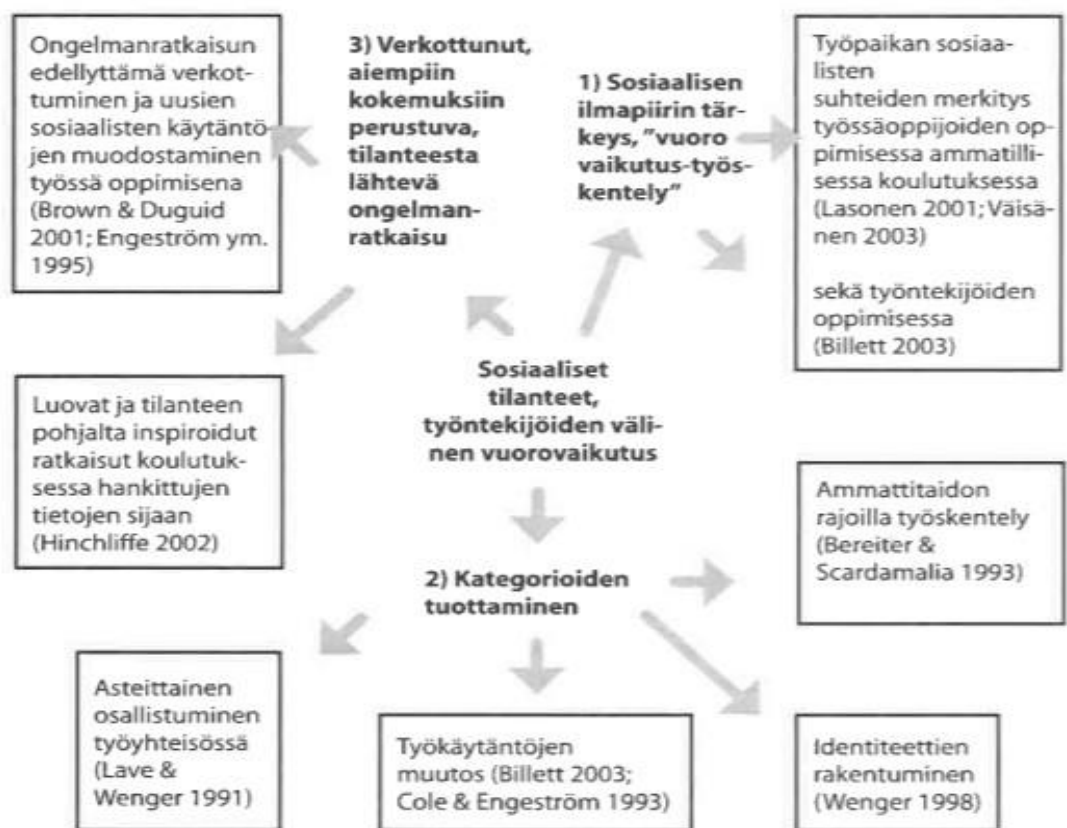 Ongelmanratkaisun
edellyttämä verkot-
tuminen ja uusien
sosiaalisten käytäntö
jen muodostaminen
työssä oppimisena
(Brown & Duguid
2001; Engeström ym.
1995)
3) Verkottunut,
aiempiin
kokemuksiin
perustuva,
tilanteesta
lähtevä
ongelman-
ratkaisu
1) Sosiaalisen
ilmapiirin tär-
keys, ”vuoro
vaikutus-työs-
kentely”
Työpaikan sosiaa-
listen
suhteiden merkitys
työssäoppijoiden op-
pimisessa ammatilli-
sessa koulutuksessa
(Lasonen 2001; Väisä-
nen 2003)
sekä työntekijöiden
oppimisessa
(Billett 2003)
Luovat ja tilanteen
pohjalta inspiroidut
ratkaisut koulutuk-
sessa hankittujen
tietojen sijaan
(Hinchliffe 2002)
Sosiaaliset
tilanteet,
työntekijöiden väli-
nen vuorovaikutus
Ammattitaidon
rajoilla työskentely
(Bereiter &
Scardamalia 1993)
2) Kategorioiden
tuottaminen
Asteittainen
osallistuminen
työyhteisössä
(Lave &
Wenger 1991)
Työkäytäntöjen
muutos (Billett 2003;
Cole & Engeström 1993)
Identiteettien
rakentuminen
(Wenger 1998)